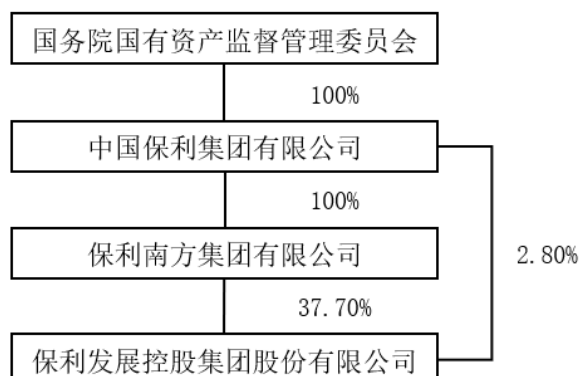 国务院国有资产监督管理委员会
100%
中国保利集团有限公司
100%
保利南方集团有限公司
2.80%
37.70%
保利发展控股集团股份有限公司